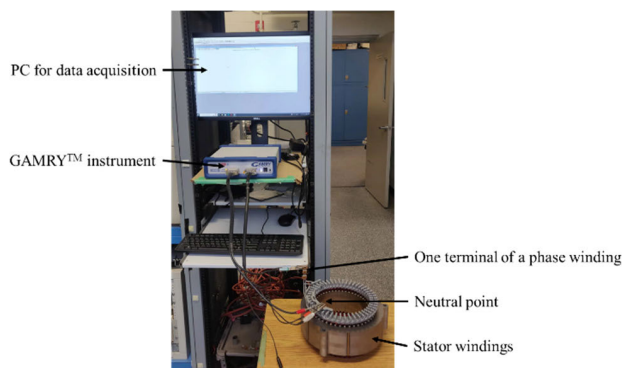 PC for data acquisition
GAMRY™ instrument
One terminal of a phase winding
Neutral point
Stator windings